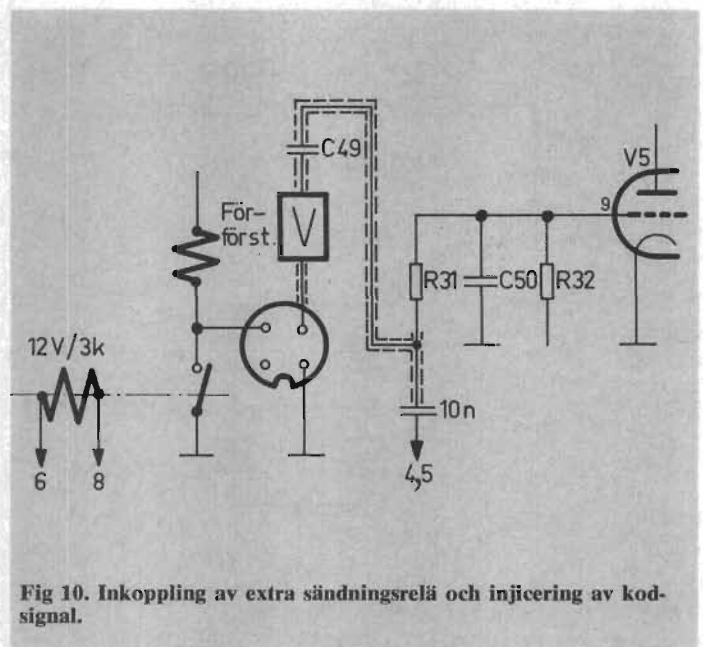 C49
V5
För-
först.
V
9
R31
C50
R32
12V/3k
10n
6
8
4,5
Fig 10. Inkoppling av extra sändningsrelä och injicering av kod-
signal.